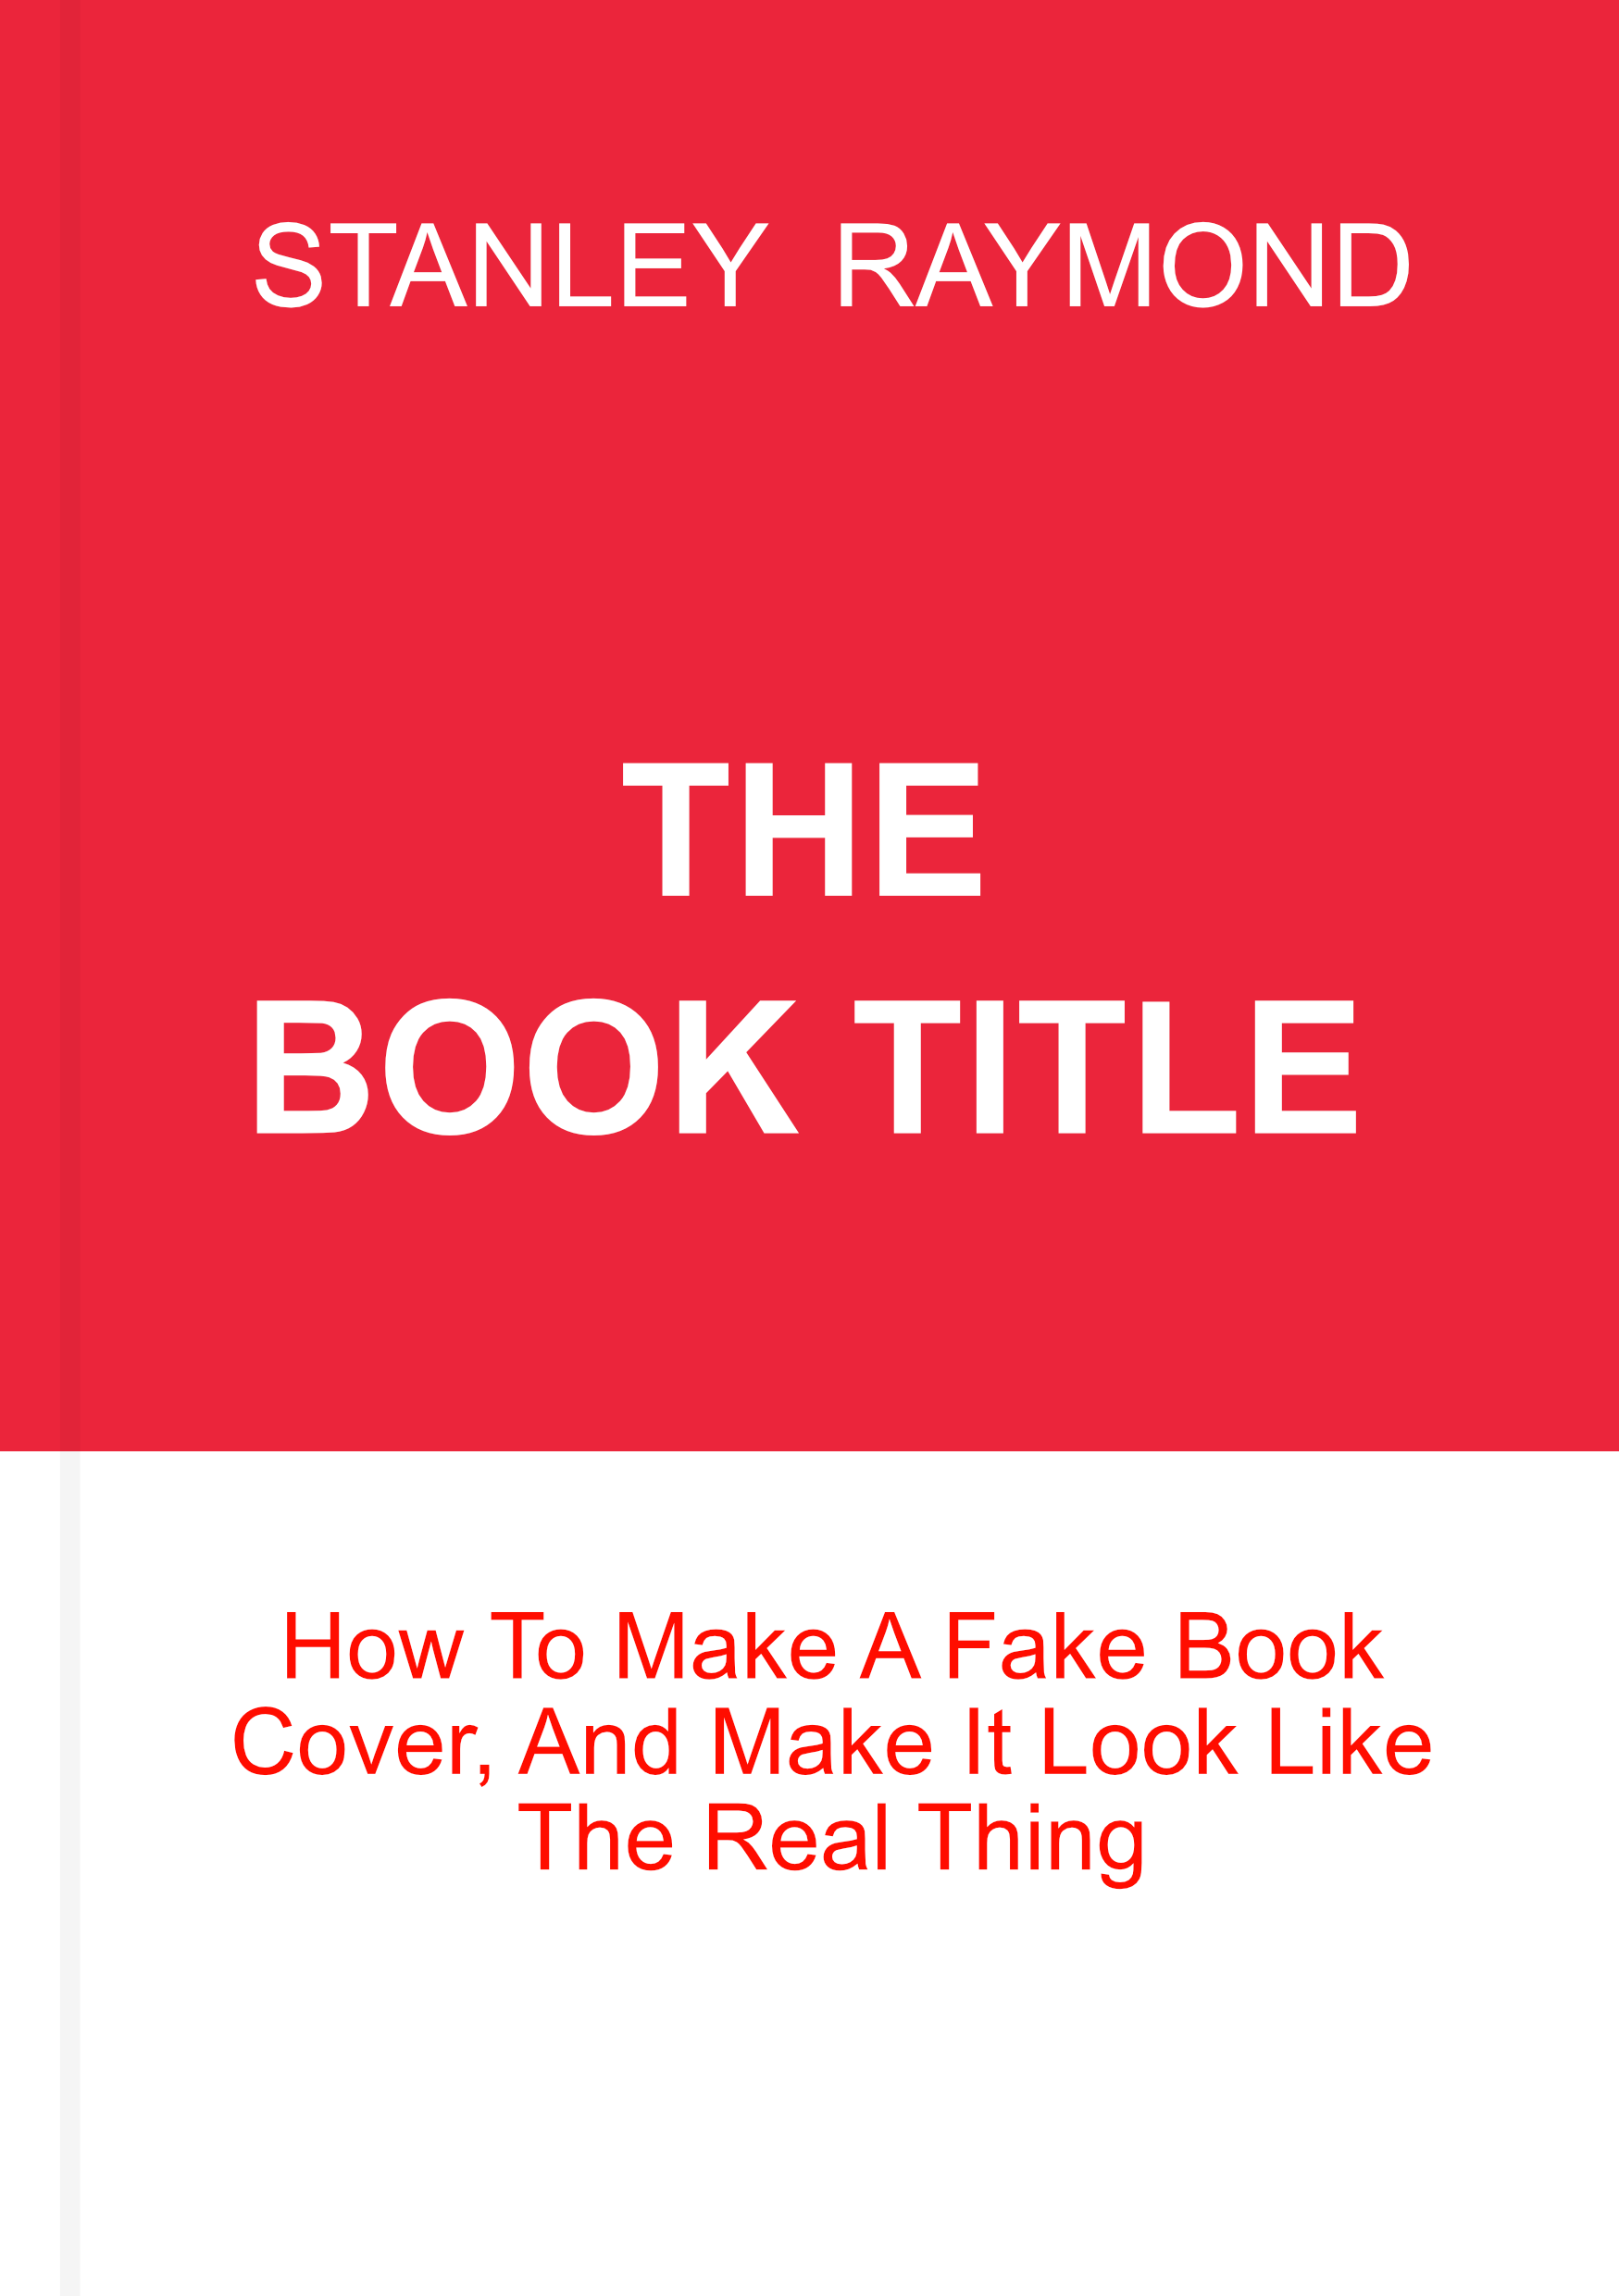 STANLEY RAYMOND
THE
BOOK TITLE
How To Make A Fake Book
Cover, And Make It Look Like
The Real Thing